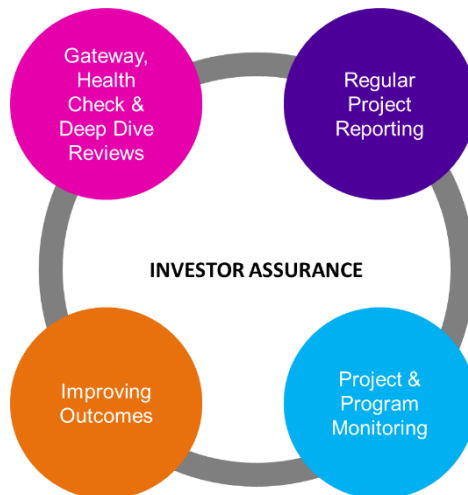 Gateway,
Health
Check &
Deep Dive
Reviews
Regular
Project
Reporting
INVESTOR ASSURANCE
Improving
Outcomes
Project &
Program
Monitoring